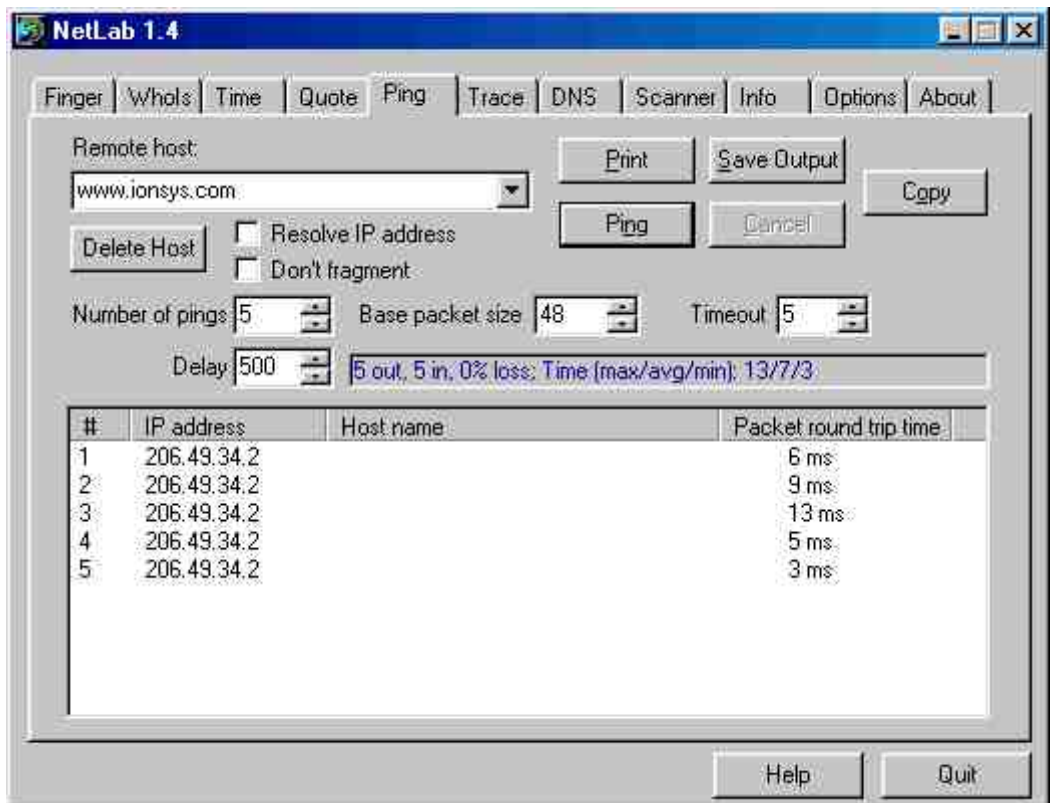 NetLab 1.4
Finger WhoIs Time Quote Ping Trace DNS Scanner Info Options About
Remote host:
www.ionsys.com
Print Save Output
Copy
Ping Cancel
Delete Host
Resolve IP address
Don't fragment
Number of pings 5 Base packet size 48 Timeout 5
Delay 500 5 out, 5 in, 0% loss; Time (max/avg/min): 13/7/3
# IP address Host name Packet round trip time
1 206.49.34.2 6 ms
2 206.49.34.2 9 ms
3 206.49.34.2 13 ms
4 206.49.34.2 5 ms
5 206.49.34.2 3 ms
Help Quit